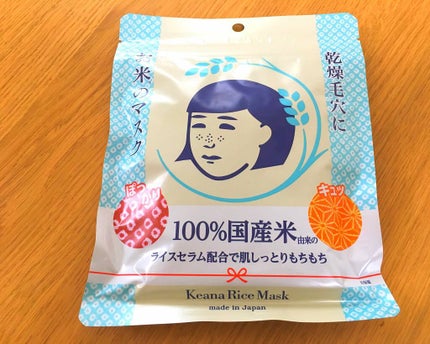 乾燥毛穴に
お米のマスク
ぽつ
キュッ
100%国産米由来の
ライスセラム配合で肌しっとりもちもち
Keana Rice Mask
made in Japan